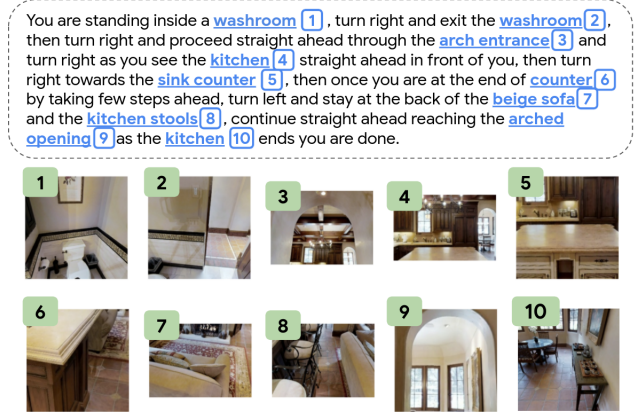 You are standing inside a washroom 1 , turn right and exit the washroom 2 ,
then turn right and proceed straight ahead through the arch entrance 3 and
turn right as you see the kitchen 4 straight ahead in front of you, then turn
right towards the sink counter 5 , then once you are at the end of counter 6
by taking few steps ahead, turn left and stay at the back of the beige sofa 7
and the kitchen stools 8 , continue straight ahead reaching the arched
opening 9 as the kitchen 10 ends you are done.
1 2 3 4 5
6 7 8 9 10